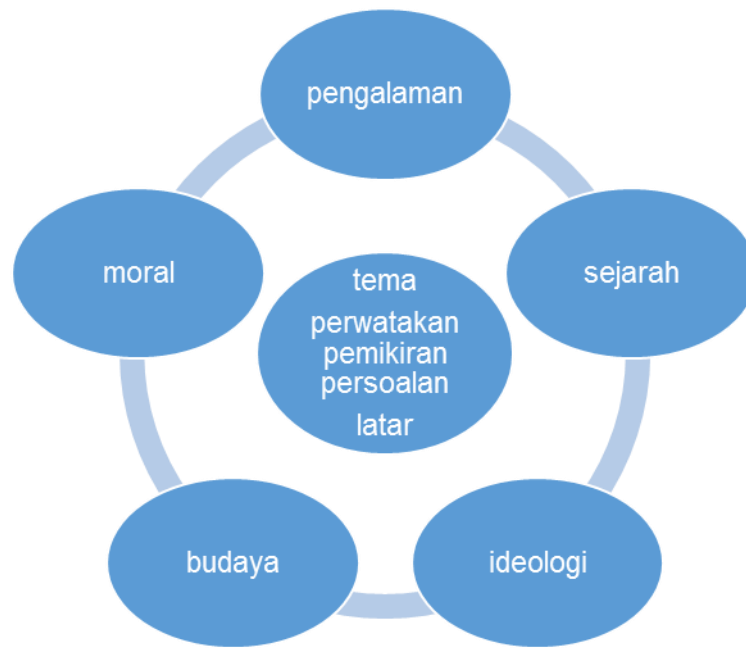 pengalaman
sejarah
ideologi
budaya
moral
tema
perwatakan
pemikiran
persoalan
latar